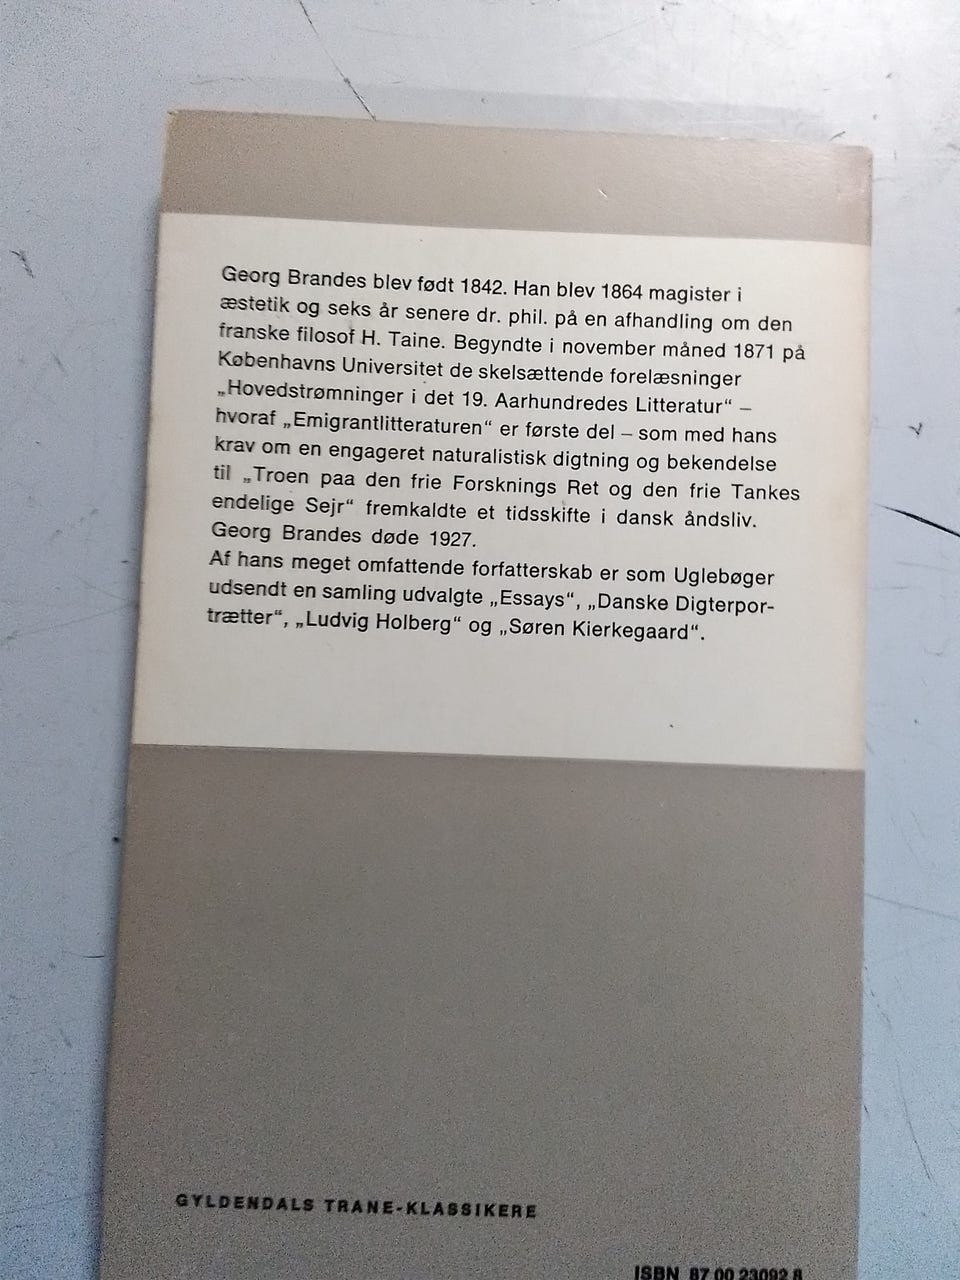 Georg Brandes blev født 1842. Han blev 1864 magister i
æstetik og seks år senere dr. phil. på en afhandling om den
franske filosof H. Taine. Begyndte i november måned 1871 på
Københavns Universitet de skelsættende forelæsninger
„Hovedstrømninger i det 19. Aarhundredes Litteratur“ –
hvoraf „Emigrantlitteraturen“ er første del – som med hans
krav om en engageret naturalistisk digtning og bekendelse
til „Troen paa den frie Forsknings Ret og den frie Tankes
endelige Sejr“ fremkaldte et tidsskifte i dansk åndsliv.
Georg Brandes døde 1927.
Af hans meget omfattende forfatterskab er som Uglebøger
udsendt en samling udvalgte „Essays“, „Danske Digterpor-
trætter“, „Ludvig Holberg“ og „Søren Kierkegaard“.
GYLDENDALS TRANE-KLASSIKERE
ISBN 87 00 23092 8